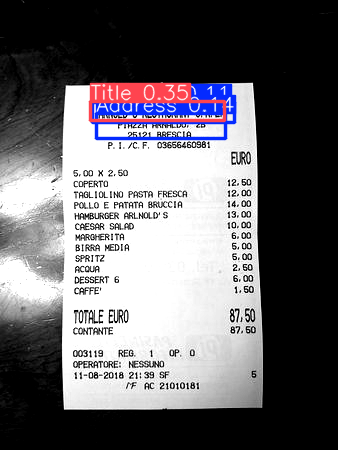 Title 0.35 0.11
Address 0.14
PIAZZA ARNALDO, 2B
25121 BRESCIA
P.I./C.F. 03656460981
EURO
5,00 X 2,50
COPERTO 12,50
TAGLIOLINO PASTA FRESCA 12,00
POLLO E PATATA BRUCCIA 14,00
HAMBURGER ARLNOLD'S 13,00
CAESAR SALAD 10,00
MARGHERITA 6,00
BIRRA MEDIA 5,00
SPRITZ 5,00
ACQUA 2,50
DESSERT 6 6,00
CAFFE' 1,50
TOTALE EURO 87,50
CONTANTE 87,50
003119 REG. 1 OP. 0
OPERATORE: NESSUNO
11-08-2018 21:39 SF 5
AC 21010181